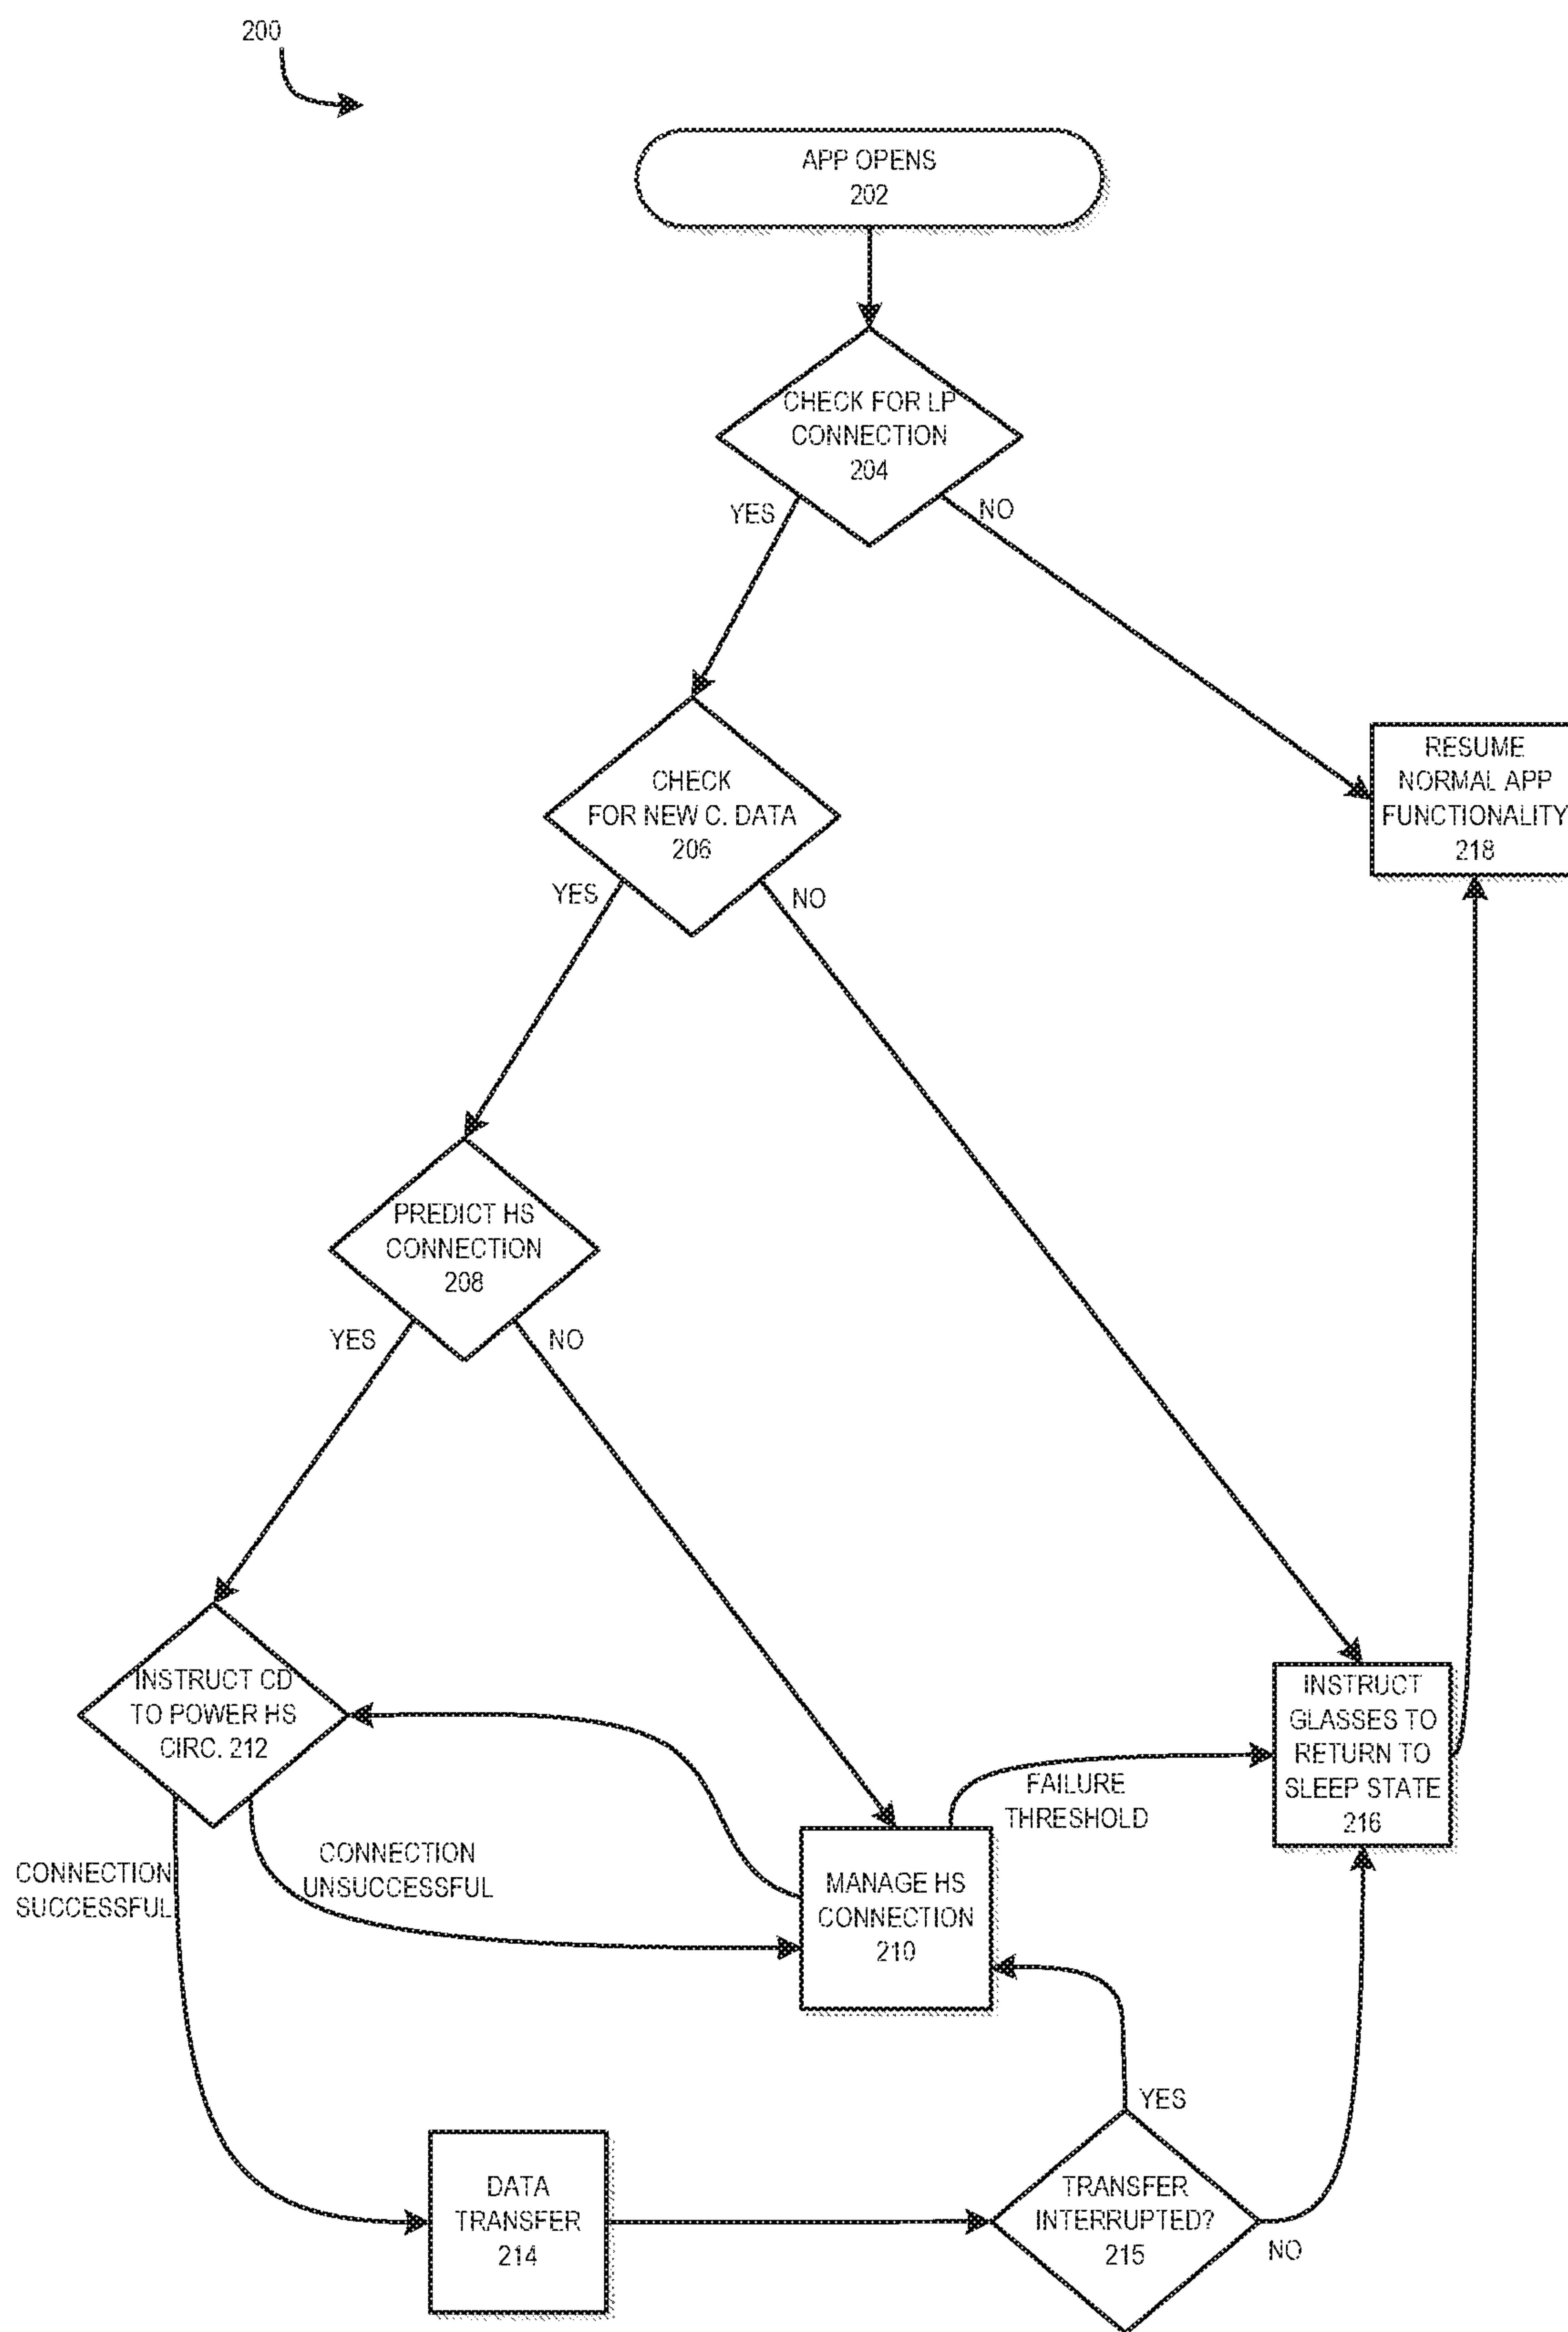 200
APP OPENS
202
CHECK FOR LP
CONNECTION
204
YES
NO
RESUME
NORMAL APP
FUNCTIONALITY
218
CHECK
FOR NEW C. DATA
206
YES
NO
PREDICT HS
CONNECTION
208
YES
NO
INSTRUCT CD
TO POWER HS
CIRC. 212
INSTRUCT
GLASSES TO
RETURN TO
SLEEP STATE
216
FAILURE
THRESHOLD
CONNECTION
SUCCESSFUL
CONNECTION
UNSUCCESSFUL
MANAGE HS
CONNECTION
210
YES
DATA
TRANSFER
214
TRANSFER
INTERRUPTED?
215
NO